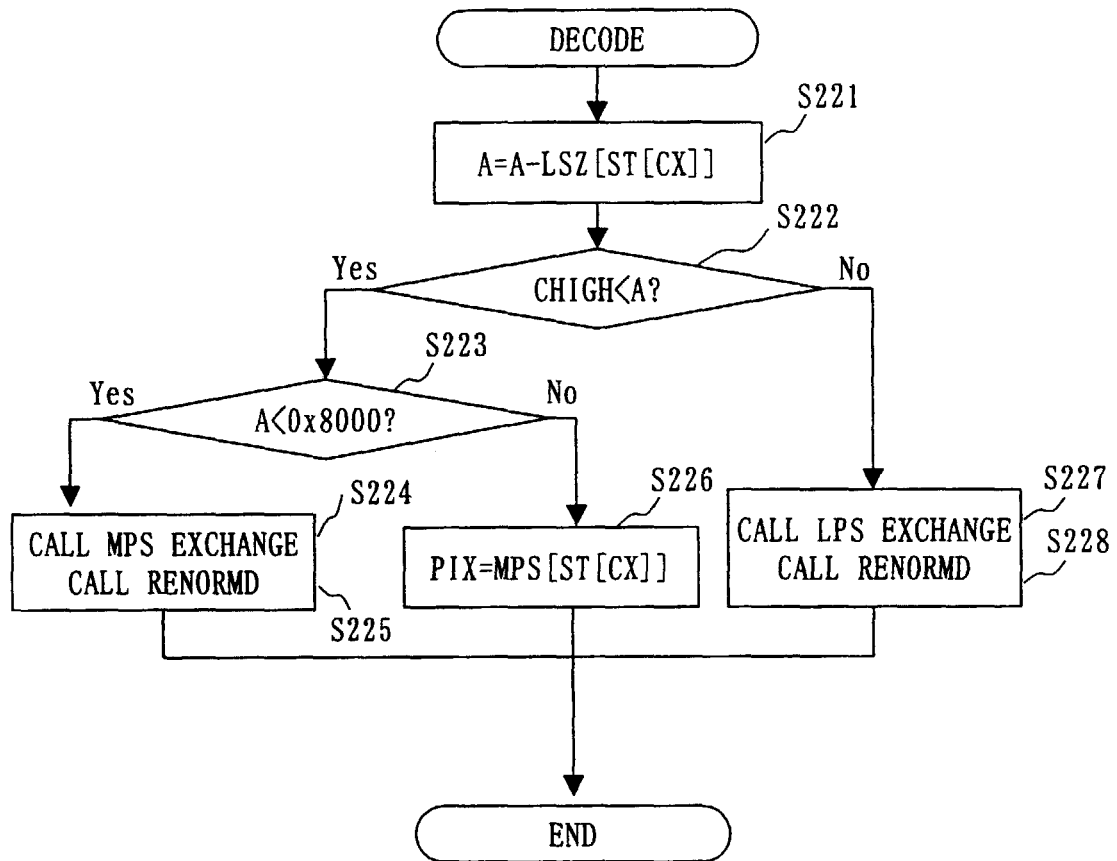 DECODE
S221
A=A-LSZ[ST[CX]]
S222
Yes
No
CHIGH<A?
S223
Yes
No
A<0x8000?
S224
S226
S227
CALL MPS EXCHANGE
CALL RENORMD
PIX=MPS[ST[CX]]
CALL LPS EXCHANGE
CALL RENORMD
S228
S225
END